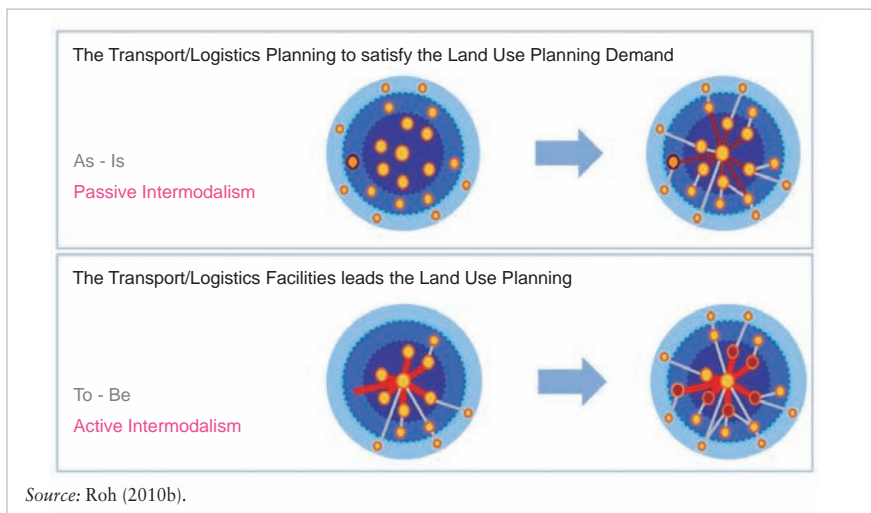 The Transport/Logistics Planning to satisfy the Land Use Planning Demand
As - Is
Passive Intermodalism
The Transport/Logistics Facilities leads the Land Use Planning
To - Be
Active Intermodalism
Source: Roh (2010b).